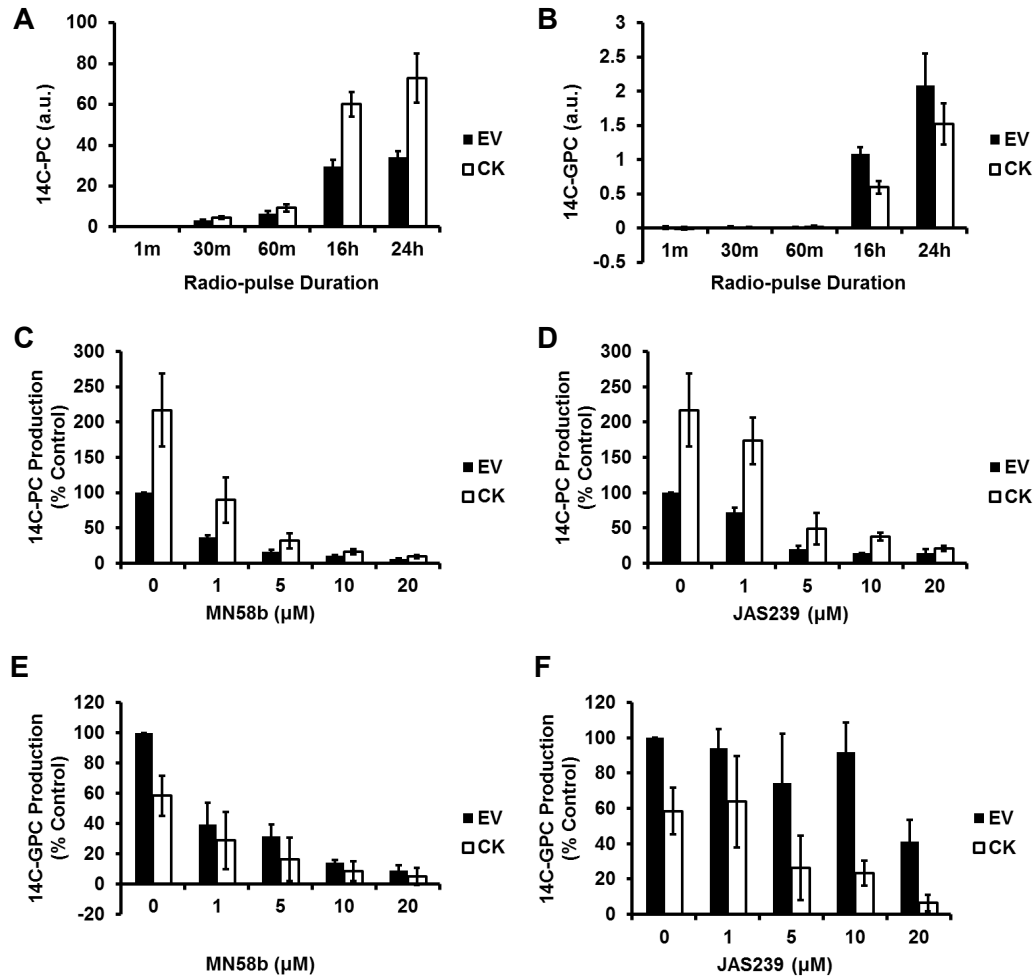 A
14C-PC (a.u.)
100
80
60
40
20
0
1m 30m 60m 16h 24h
Radio-pulse Duration
EV
CK
B
14C-GPC (a.u.)
3
2.5
2
1.5
1
0.5
0
-0.5
1m 30m 60m 16h 24h
Radio-pulse Duration
EV
CK
C
14C-PC Production
(% Control)
300
250
200
150
100
50
0
0 1 5 10 20
MN58b (µM)
EV
CK
D
14C-PC Production
(% Control)
300
250
200
150
100
50
0
0 1 5 10 20
JAS239 (µM)
EV
CK
E
14C-GPC Production
(% Control)
120
100
80
60
40
20
0
-20
0 1 5 10 20
MN58b (µM)
EV
CK
F
14C-GPC Production
(% Control)
120
100
80
60
40
20
0
0 1 5 10 20
JAS239 (µM)
EV
CK